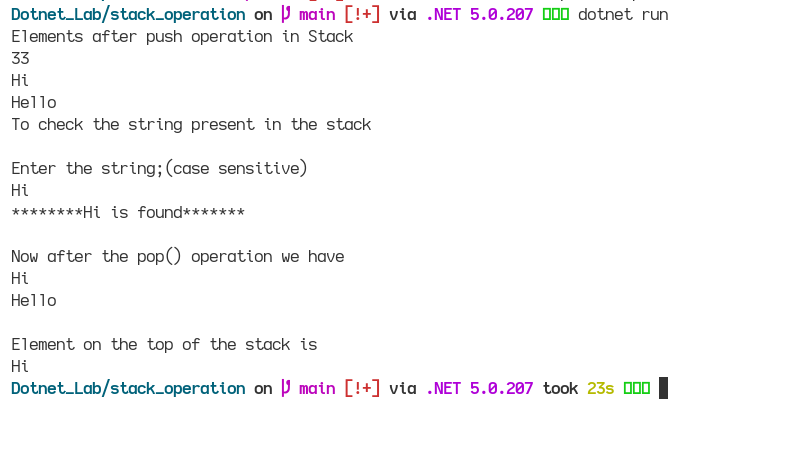 Dotnet_Lab/stack_operation on main [!+] via .NET 5.0.207 dotnet run
Elements after push operation in Stack
33
Hi
Hello
To check the string present in the stack
Enter the string;(case sensitive)
Hi
********Hi is found*******
Now after the pop() operation we have
Hi
Hello
Element on the top of the stack is
Hi
Dotnet_Lab/stack_operation on main [!+] via .NET 5.0.207 took 23s